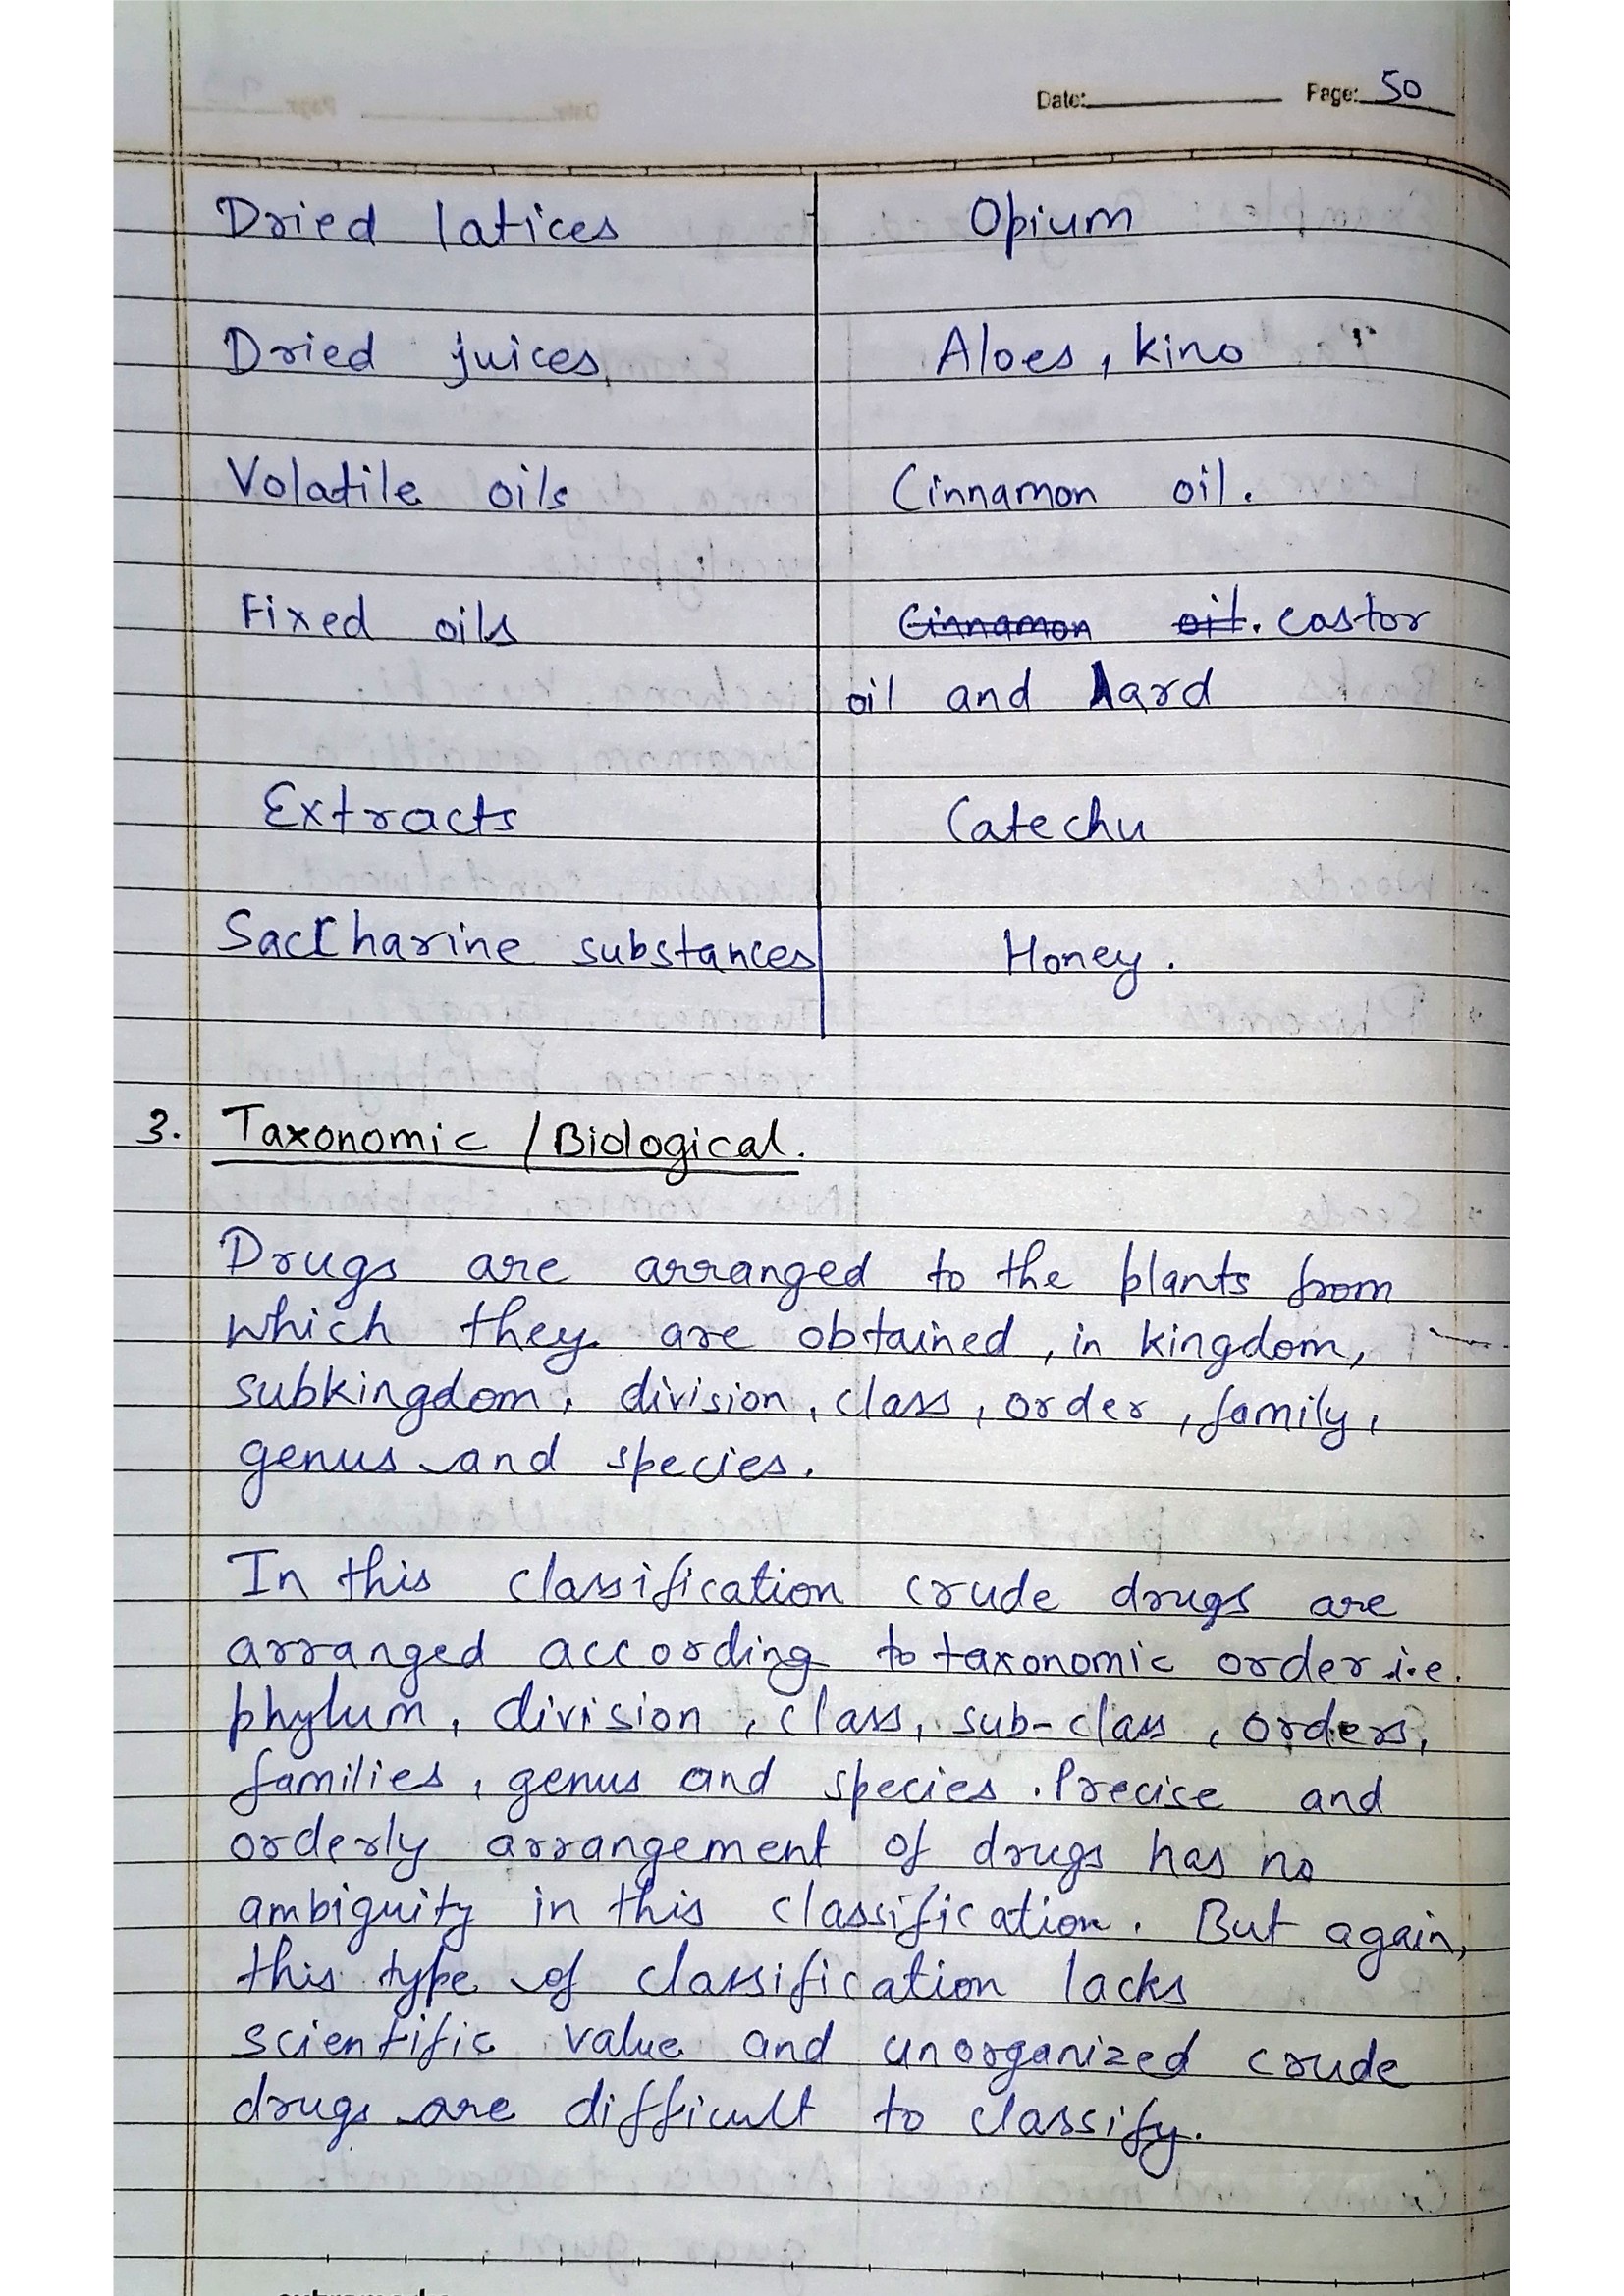 Date: Page: 50
Dried latices Opium
Dried juices, Aloes, kino
Volatile oils Cinnamon oil.
Fixed oils Cinnamon oil. castor
oil and lard
Extracts Catechu
Saccharine substances Honey.
3. Taxonomic / Biological.
Drugs are arranged to the plants from
which they are obtained, in kingdom,
subkingdom, division, class, order, family,
genus and species.
In this classification crude drugs are
arranged according to taxonomic order i.e.
phylum, division, class, sub-class, orders,
families, genus and species. Precise and
orderly arrangement of drugs has no
ambiguity in this classification. But again,
this type of classification lacks
scientific value and unorganized crude
drugs are difficult to classify.